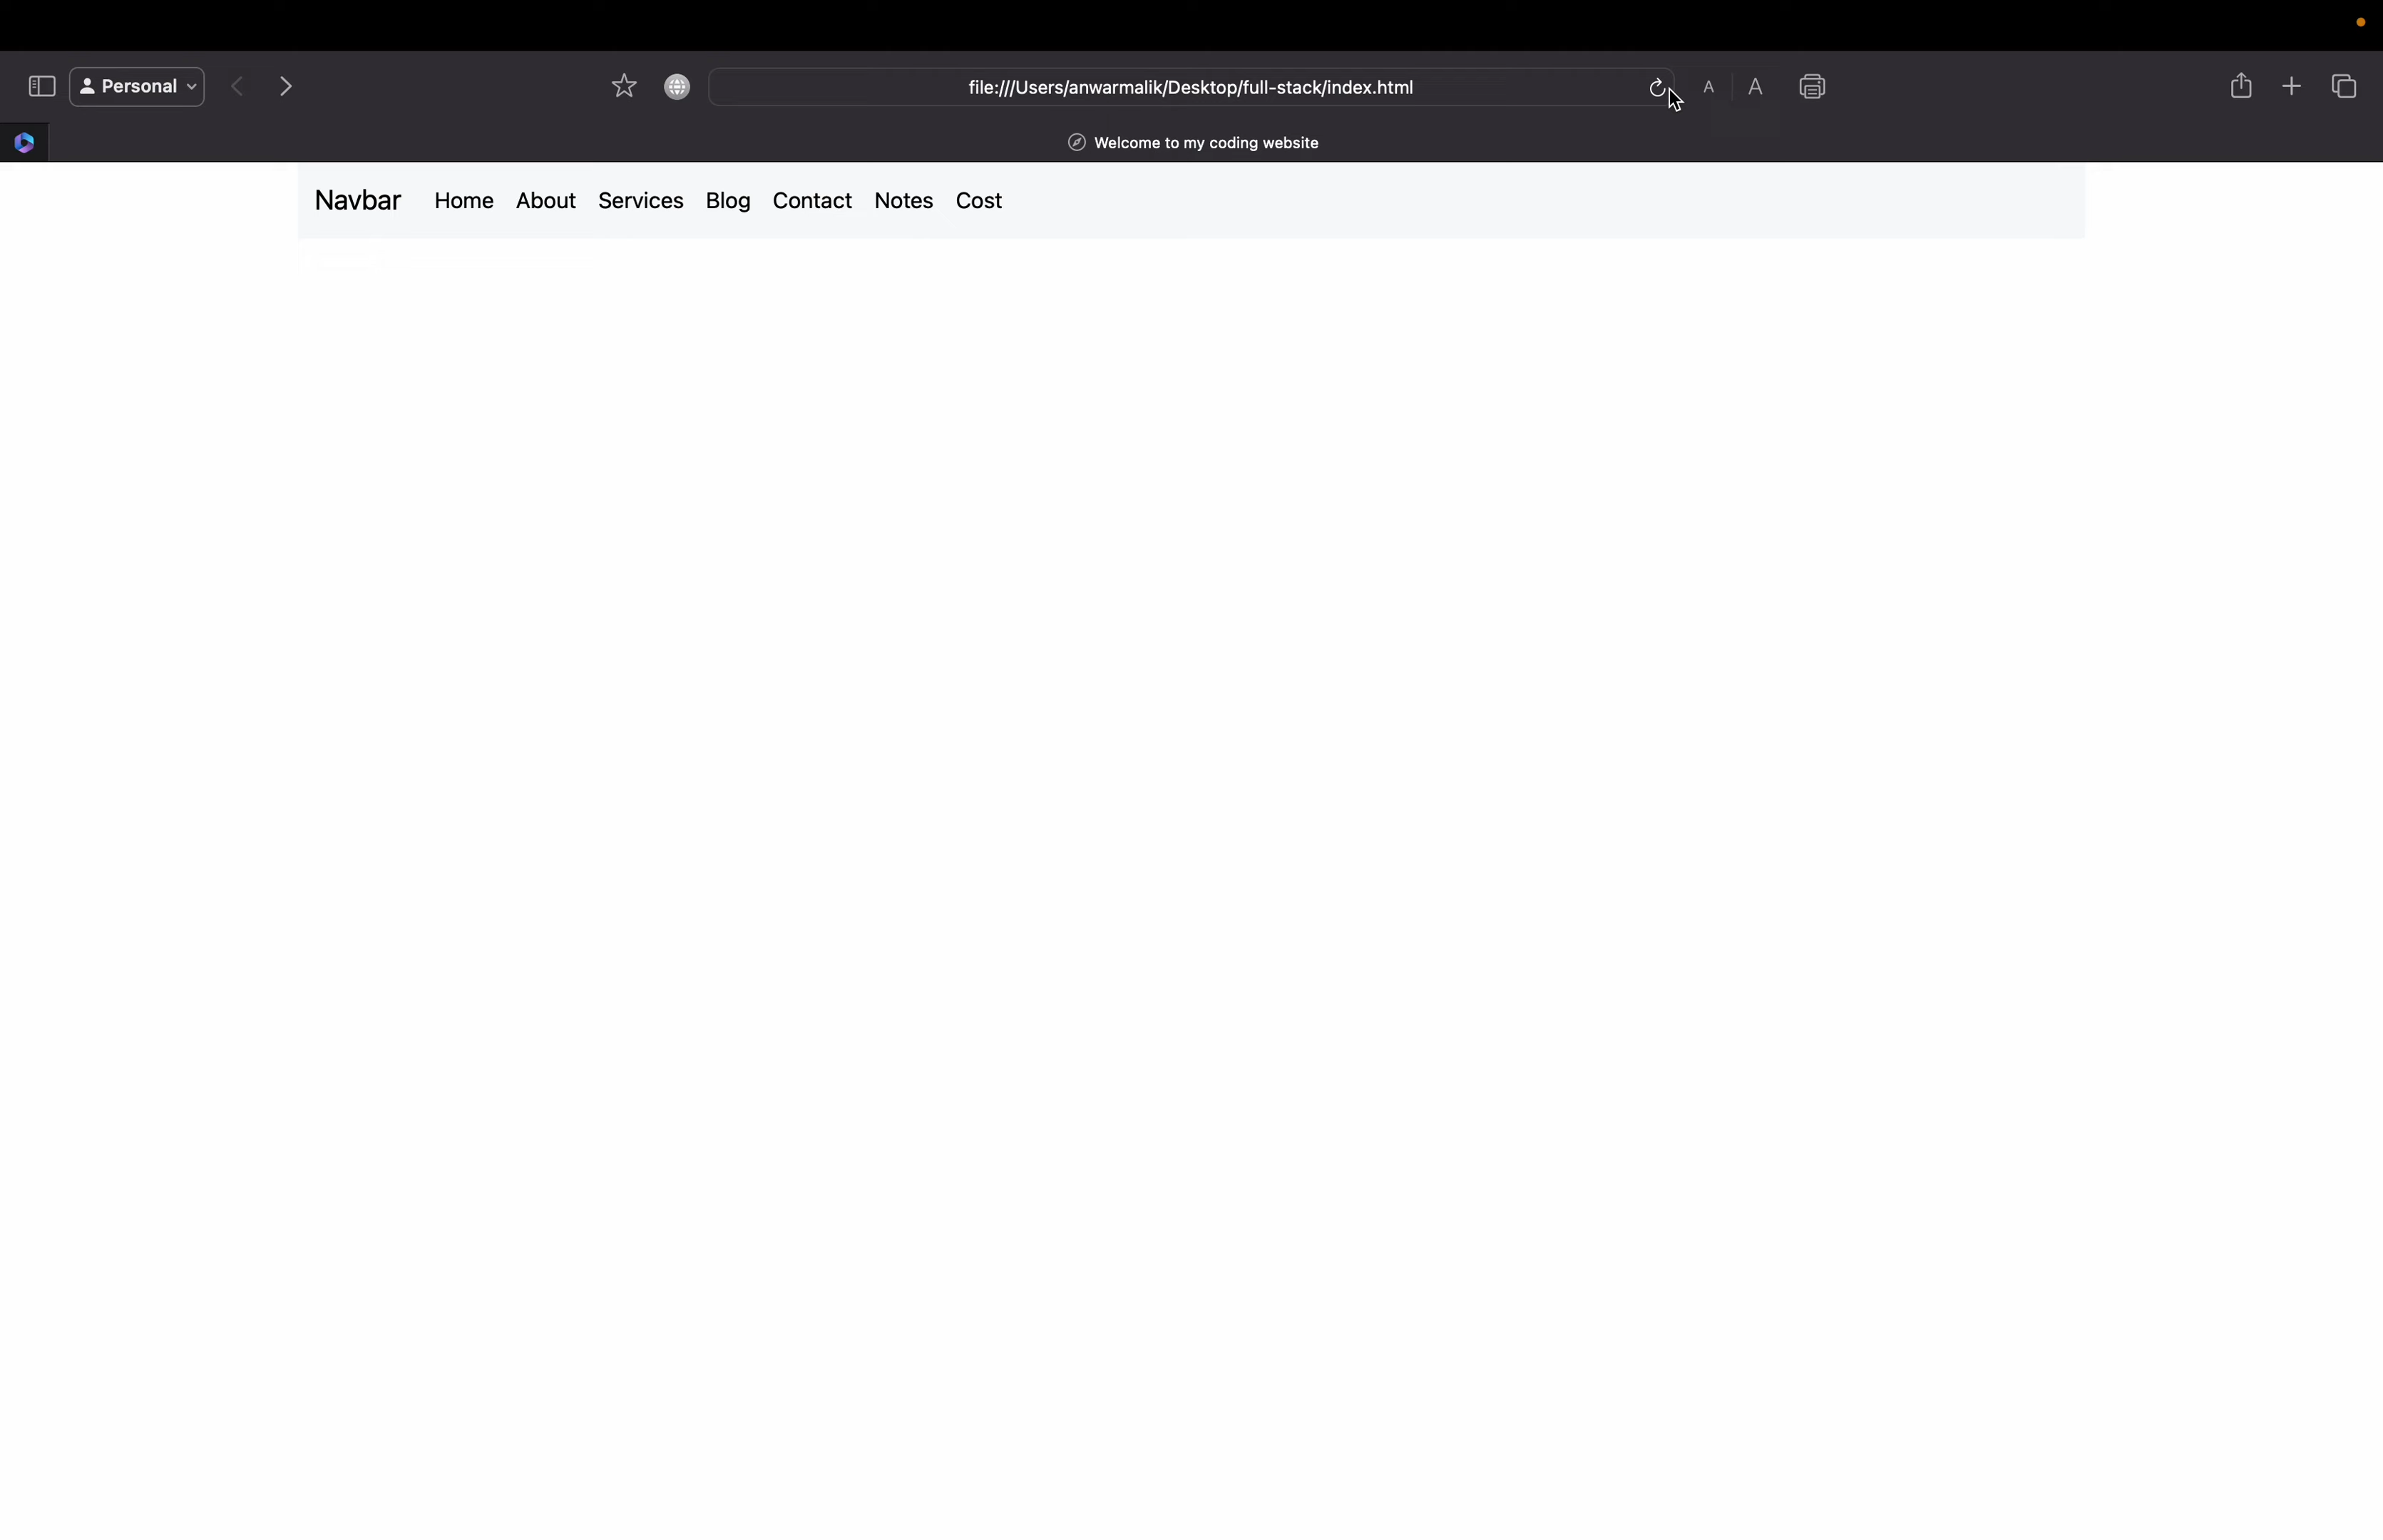 Personal
file:///Users/anwarmalik/Desktop/full-stack/index.html
A A
Welcome to my coding website
Navbar Home About Services Blog Contact Notes Cost